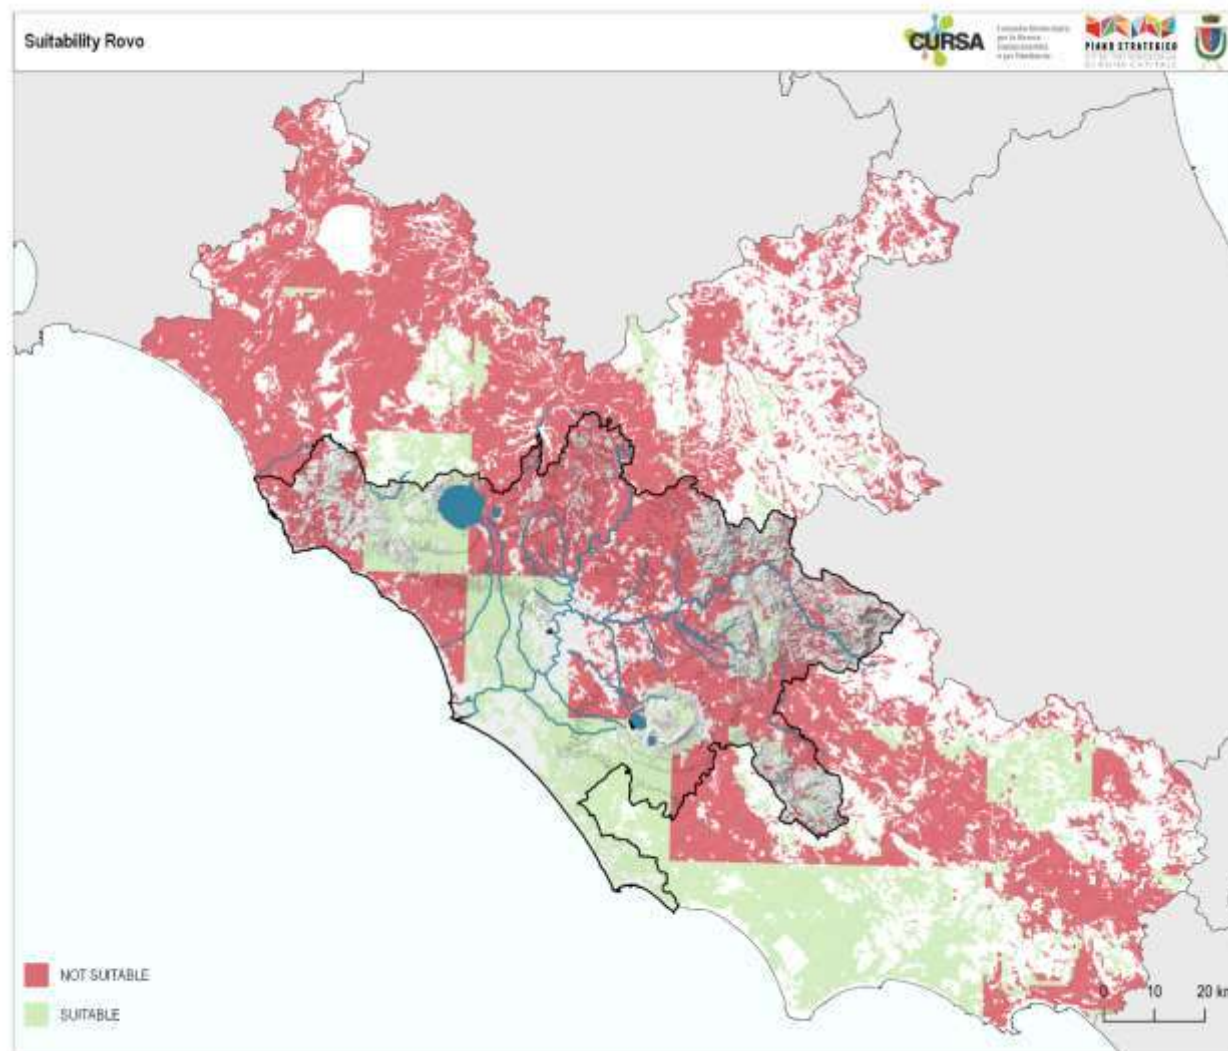 Suitability Rovo
CURSA
PIANO STRATEGICO
NOT SUITABLE
SUITABLE
0 10 20 km